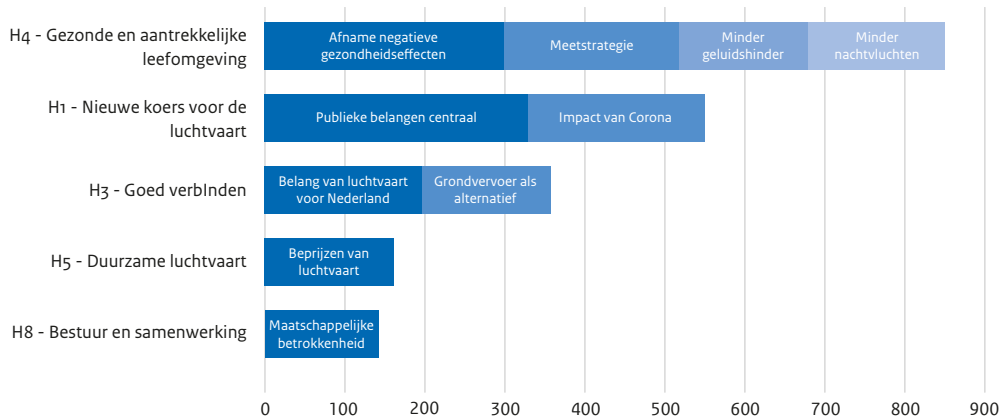 H4 - Gezonde en aantrekkelijke
leefomgeving
Afname negatieve
gezondheidseffecten
Meetstrategie
Minder
geluidshinder
Minder
nachtvluchten
H1 - Nieuwe koers voor de
luchtvaart
Publieke belangen centraal
Impact van Corona
H3 - Goed verbInden
Belang van luchtvaart
voor Nederland
Grondvervoer als
alternatief
H5 - Duurzame luchtvaart
Beprijzen van
luchtvaart
H8 - Bestuur en samenwerking
Maatschappelijke
betrokkenheid
0 100 200 300 400 500 600 700 800 900